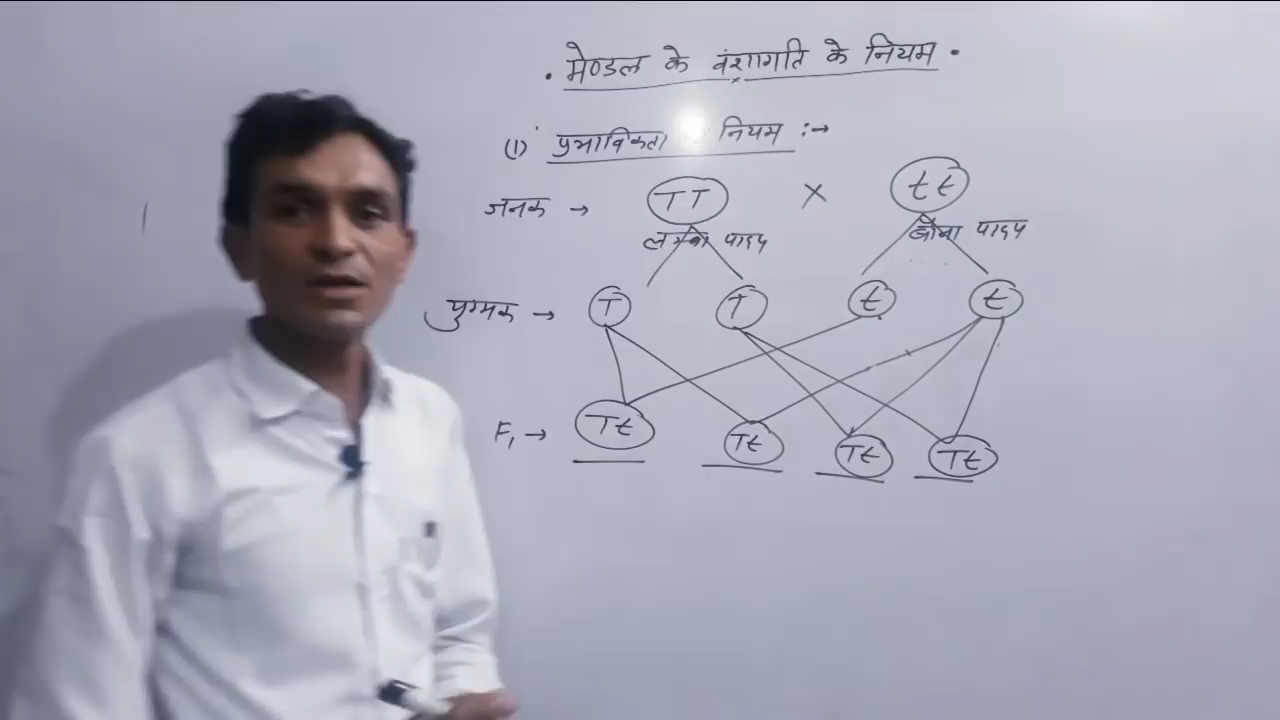 • मेण्डल के वंशागति के नियम •
(1) प्रभाविकता नियम :→
जनक → TT × tt
लम्बा पादप बौना पादप
युग्मक → T T t t
F₁ → Tt Tt Tt Tt